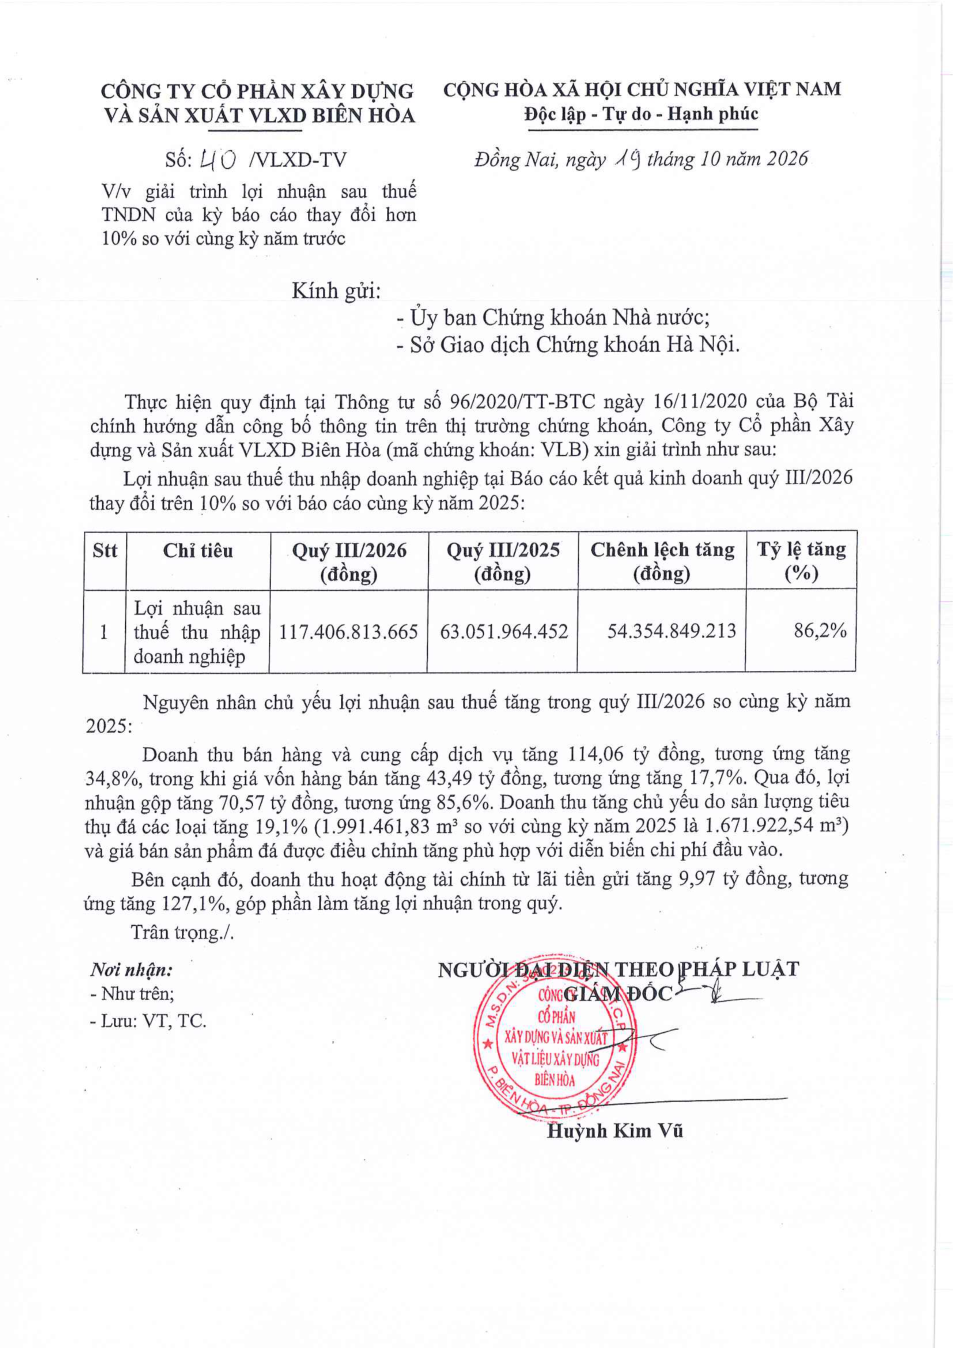 CÔNG TY CỔ PHẦN XÂY DỰNG
VÀ SẢN XUẤT VLXD BIÊN HÒA
CỘNG HÒA XÃ HỘI CHỦ NGHĨA VIỆT NAM
Độc lập - Tự do - Hạnh phúc
Số: 40 /VLXD-TV
Đồng Nai, ngày 19 tháng 10 năm 2026
V/v giải trình lợi nhuận sau thuế
TNDN của kỳ báo cáo thay đổi hơn
10% so với cùng kỳ năm trước
Kính gửi:
- Ủy ban Chứng khoán Nhà nước;
- Sở Giao dịch Chứng khoán Hà Nội.
Thực hiện quy định tại Thông tư số 96/2020/TT-BTC ngày 16/11/2020 của Bộ Tài
chính hướng dẫn công bố thông tin trên thị trường chứng khoán, Công ty Cổ phần Xây
dựng và Sản xuất VLXD Biên Hòa (mã chứng khoán: VLB) xin giải trình như sau:
Lợi nhuận sau thuế thu nhập doanh nghiệp tại Báo cáo kết quả kinh doanh quý III/2026
thay đổi trên 10% so với báo cáo cùng kỳ năm 2025:
Stt Chỉ tiêu Quý III/2026 Quý III/2025 Chênh lệch tăng Tỷ lệ tăng
(đồng) (đồng) (đồng) (%)
Lợi nhuận sau
1 thuế thu nhập 117.406.813.665 63.051.964.452 54.354.849.213 86,2%
doanh nghiệp
Nguyên nhân chủ yếu lợi nhuận sau thuế tăng trong quý III/2026 so cùng kỳ năm
2025:
Doanh thu bán hàng và cung cấp dịch vụ tăng 114,06 tỷ đồng, tương ứng tăng
34,8%, trong khi giá vốn hàng bán tăng 43,49 tỷ đồng, tương ứng tăng 17,7%. Qua đó, lợi
nhuận gộp tăng 70,57 tỷ đồng, tương ứng 85,6%. Doanh thu tăng chủ yếu do sản lượng tiêu
thụ đá các loại tăng 19,1% (1.991.461,83 m³ so với cùng kỳ năm 2025 là 1.671.922,54 m³)
và giá bán sản phẩm đá được điều chỉnh tăng phù hợp với diễn biến chi phí đầu vào.
Bên cạnh đó, doanh thu hoạt động tài chính từ lãi tiền gửi tăng 9,97 tỷ đồng, tương
ứng tăng 127,1%, góp phần làm tăng lợi nhuận trong quý.
Trân trọng./.
Nơi nhận:
- Như trên;
- Lưu: VT, TC.
NGƯỜI ĐẠI DIỆN THEO PHÁP LUẬT
GIÁM ĐỐC
M.S.D.N:
C.T.C.P
CÔNG TY
CỔ PHẦN
XÂY DỰNG VÀ SẢN XUẤT
VẬT LIỆU XÂY DỰNG
BIÊN HÒA
P. BIÊN HÒA - TP. ĐỒNG NAI
Huỳnh Kim Vũ